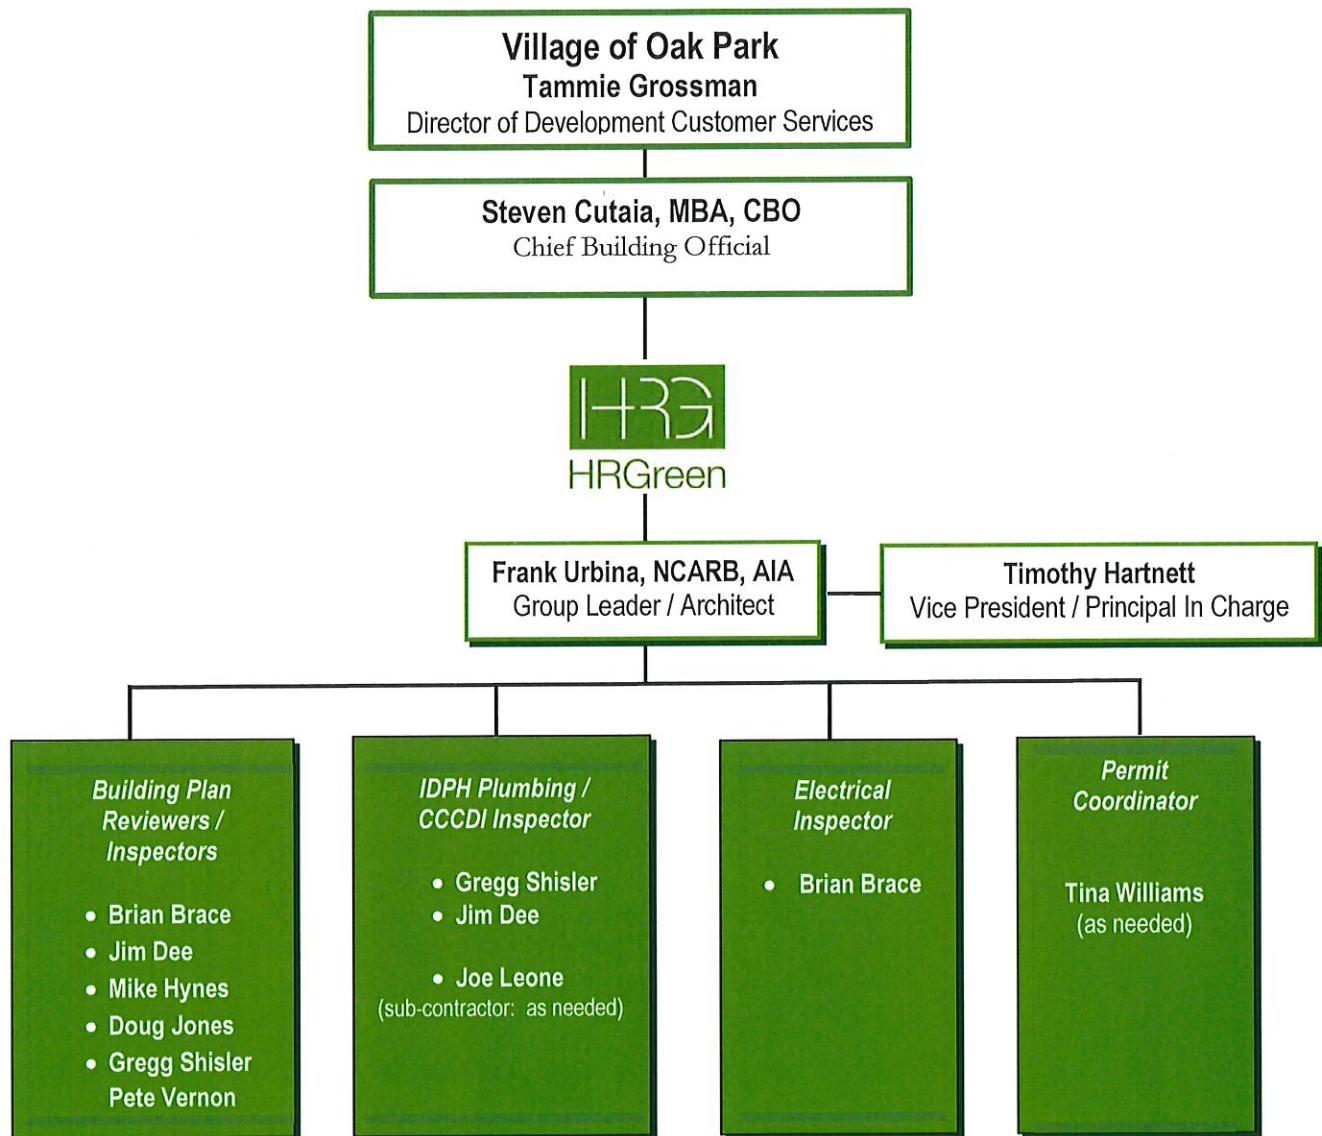 Village of Oak Park
Tammie Grossman
Director of Development Customer Services
Steven Cutaia, MBA, CBO
Chief Building Official
HRG
HRGreen
Frank Urbina, NCARB, AIA
Group Leader / Architect
Timothy Hartnett
Vice President / Principal In Charge
Building Plan
Reviewers /
Inspectors
• Brian Brace
• Jim Dee
• Mike Hynes
• Doug Jones
• Gregg Shisler
Pete Vernon
IDPH Plumbing /
CCCDI Inspector
• Gregg Shisler
• Jim Dee
• Joe Leone
(sub-contractor: as needed)
Electrical
Inspector
• Brian Brace
Permit
Coordinator
Tina Williams
(as needed)